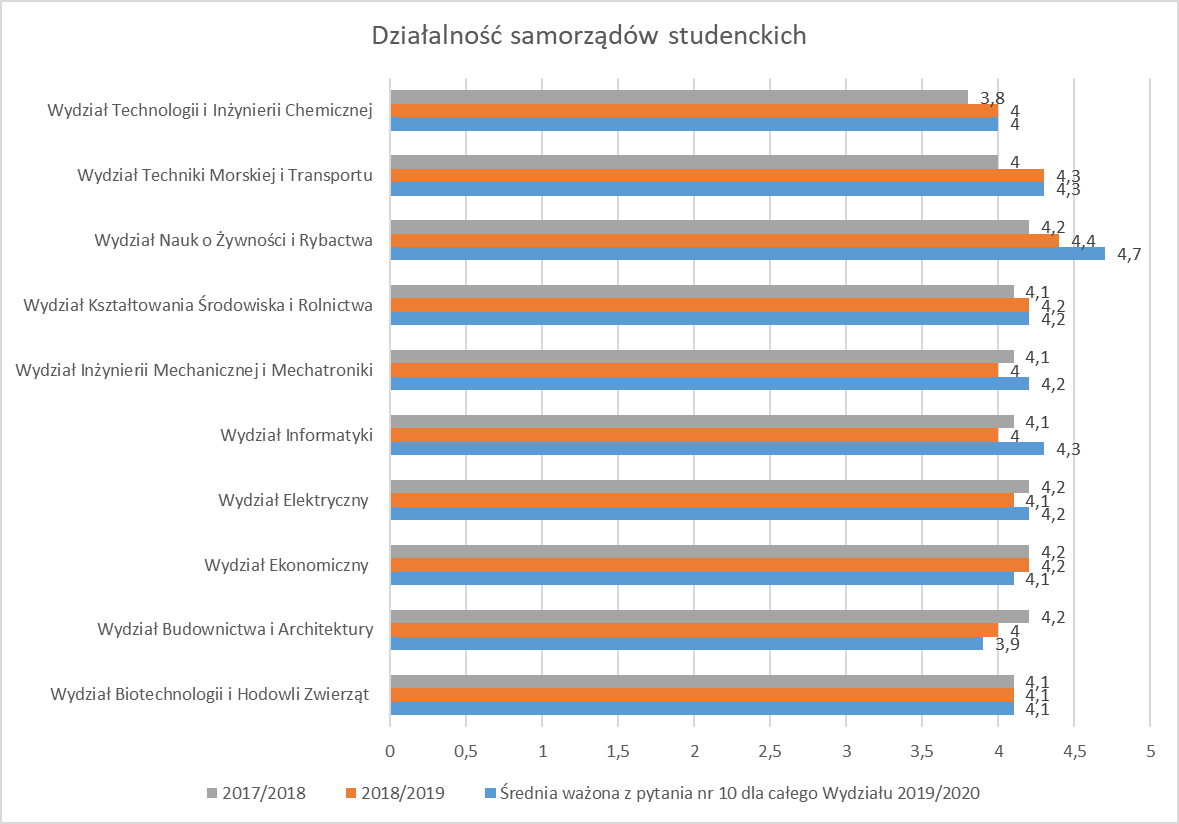 Działalność samorządów studenckich
Wydział Technologii i Inżynierii Chemicznej
3,8
4
4
Wydział Techniki Morskiej i Transportu
4
4,3
4,3
Wydział Nauk o Żywności i Rybactwa
4,2
4,4
4,7
Wydział Kształtowania Środowiska i Rolnictwa
4,1
4,2
4,2
Wydział Inżynierii Mechanicznej i Mechatroniki
4,1
4
4,2
Wydział Informatyki
4,1
4
4,3
Wydział Elektryczny
4,2
4,1
4,2
Wydział Ekonomiczny
4,2
4,2
4,1
Wydział Budownictwa i Architektury
4,2
4
3,9
Wydział Biotechnologii i Hodowli Zwierząt
4,1
4,1
4,1
0 0,5 1 1,5 2 2,5 3 3,5 4 4,5 5
2017/2018 2018/2019 Średnia ważona z pytania nr 10 dla całego Wydziału 2019/2020